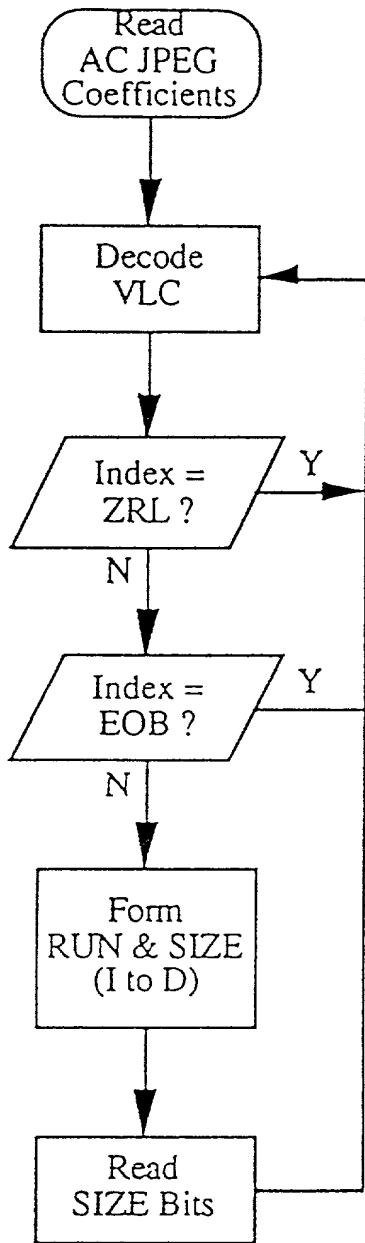 Read
AC JPEG
Coefficients
Decode
VLC
Index =
ZRL ?
Y
N
Index =
EOB ?
Y
N
Form
RUN & SIZE
(I to D)
Read
SIZE Bits